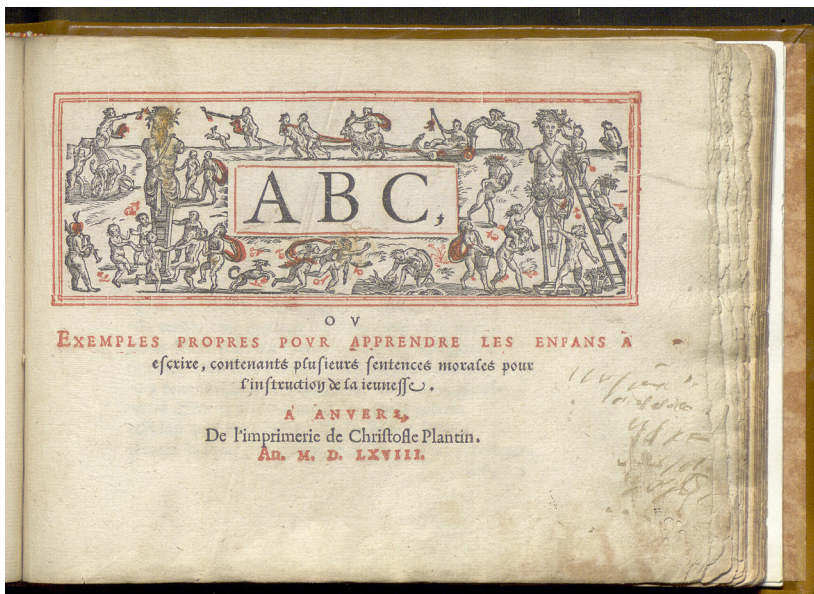 ABC,
OV
EXEMPLES PROPRES POVR APPRENDRE LES ENFANS A
eſcrire, contenants pluſieurs ſentences morales pour
l'inſtruction de la ieuneſſe.
A ANVERS,
De l'imprimerie de Chriſtofle Plantin.
An. M. D. LXVIII.